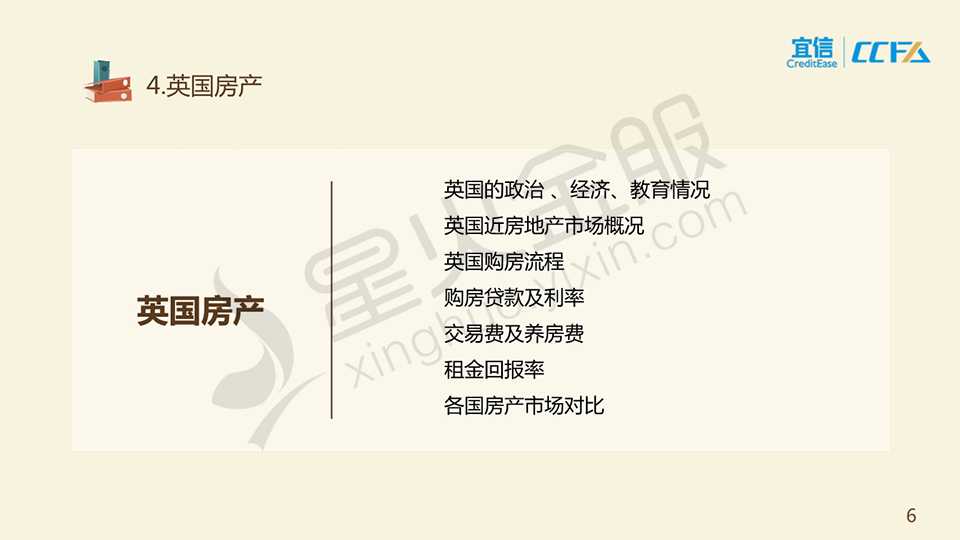 宜信
CreditEase
CCFA
4.英国房产
英国房产
英国的政治 、经济、教育情况
英国近房地产市场概况
英国购房流程
购房贷款及利率
交易费及养房费
租金回报率
各国房产市场对比
星火金服
xinghuoyixin.com
6